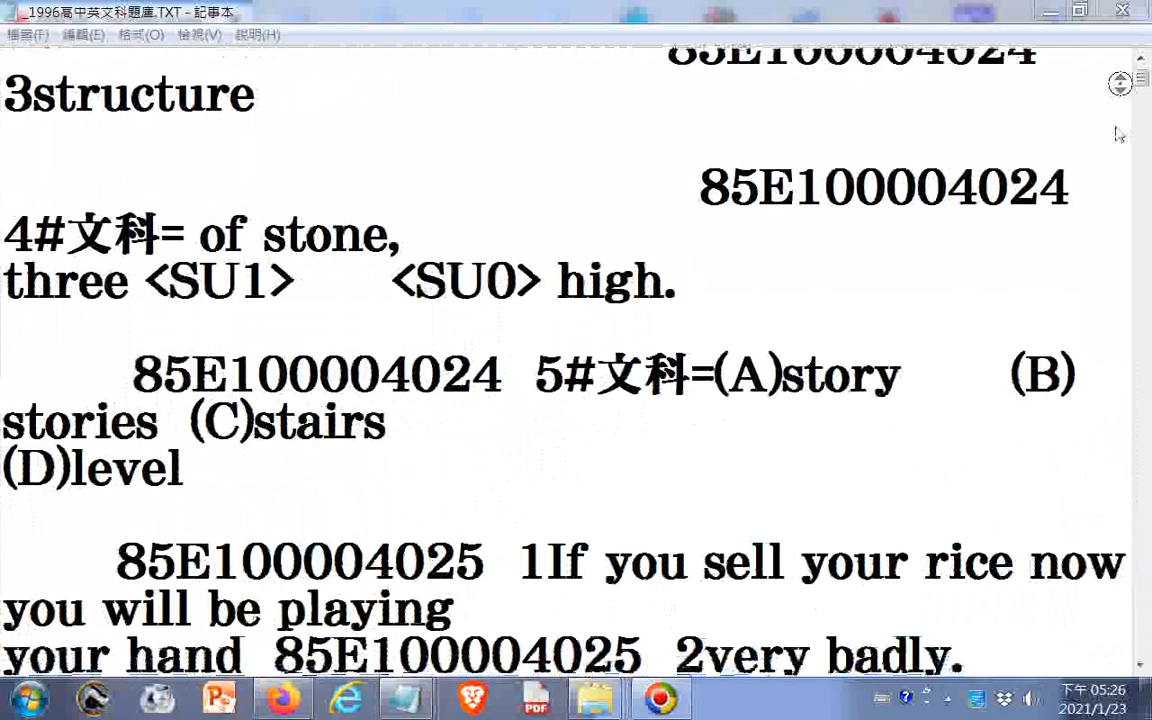 _1996高中英文科題庫.TXT - 記事本
檔案(F) 編輯(E) 格式(O) 檢視(V) 說明(H)
85E100004024
3structure
85E100004024
4#文科= of stone,
three <SU1> <SU0> high.
85E100004024 5#文科=(A)story (B)
stories (C)stairs
(D)level
85E100004025 1If you sell your rice now
you will be playing
your hand 85E100004025 2very badly.
下午 05:26
2021/1/23
PDF